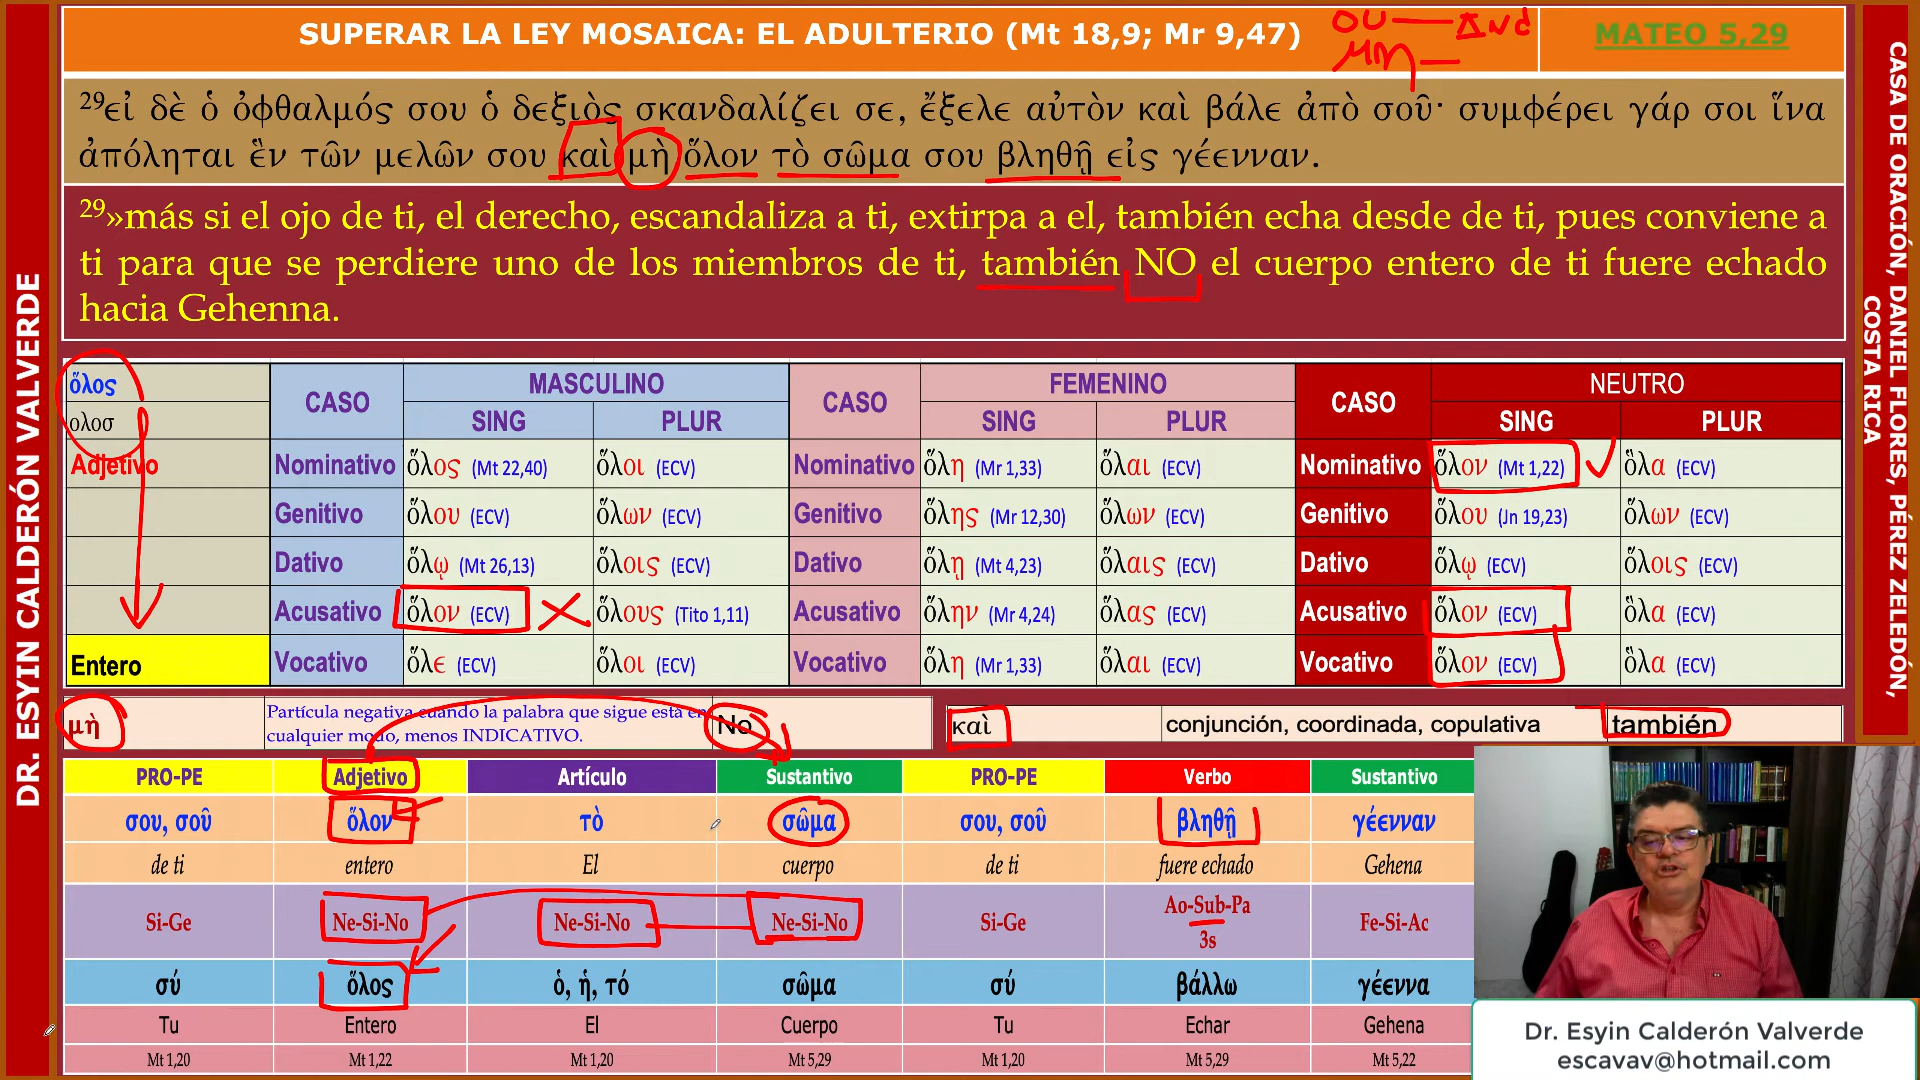 SUPERAR LA LEY MOSAICA: EL ADULTERIO (Mt 18,9; Mr 9,47)
ου — Ind
μη —
MATEO 5,29
²⁹εἰ δὲ ὁ ὀφθαλμός σου ὁ δεξιὸς σκανδαλίζει σε, ἔξελε αὐτὸν καὶ βάλε ἀπὸ σοῦ· συμφέρει γάρ σοι ἵνα
ἀπόληται ἓν τῶν μελῶν σου καὶ μὴ ὅλον τὸ σῶμα σου βληθῇ εἰς γέενναν.
²⁹»más si el ojo de ti, el derecho, escandaliza a ti, extirpa a el, también echa desde de ti, pues conviene a
ti para que se perdiere uno de los miembros de ti, también NO el cuerpo entero de ti fuere echado
hacia Gehenna.
DR. ESYIN CALDERÓN VALVERDE
CASA DE ORACIÓN, DANIEL FLORES, PÉREZ ZELEDÓN,
COSTA RICA
ὅλος CASO MASCULINO CASO FEMENINO CASO NEUTRO
ολοσ SING PLUR SING PLUR SING PLUR
Adjetivo Nominativo ὅλος (Mt 22,40) ὅλοι (ECV) Nominativo ὅλη (Mr 1,33) ὅλαι (ECV) Nominativo ὅλον (Mt 1,22) ὅλα (ECV)
Genitivo ὅλου (ECV) ὅλων (ECV) Genitivo ὅλης (Mr 12,30) ὅλων (ECV) Genitivo ὅλου (Jn 19,23) ὅλων (ECV)
Dativo ὅλῳ (Mt 26,13) ὅλοις (ECV) Dativo ὅλῃ (Mt 4,23) ὅλαις (ECV) Dativo ὅλῳ (ECV) ὅλοις (ECV)
Acusativo ὅλον (ECV) ὅλους (Tito 1,11) Acusativo ὅλην (Mr 4,24) ὅλας (ECV) Acusativo ὅλον (ECV) ὅλα (ECV)
Entero Vocativo ὅλε (ECV) ὅλοι (ECV) Vocativo ὅλη (Mr 1,33) ὅλαι (ECV) Vocativo ὅλον (ECV) ὅλα (ECV)
μὴ Partícula negativa cuando la palabra que sigue está en
cualquier modo, menos INDICATIVO. No
καὶ conjunción, coordinada, copulativa también
PRO-PE Adjetivo Artículo Sustantivo PRO-PE Verbo Sustantivo
σου, σοῦ ὅλον τὸ σῶμα σου, σοῦ βληθῇ γέενναν
de ti entero El cuerpo de ti fuere echado Gehena
Si-Ge Ne-Si-No Ne-Si-No Ne-Si-No Si-Ge Ao-Sub-Pa 3s Fe-Si-Ac
σύ ὅλος ὁ, ἡ, τό σῶμα σύ βάλλω γέεννα
Tu Entero El Cuerpo Tu Echar Gehena
Mt 1,20 Mt 1,22 Mt 1,20 Mt 5,29 Mt 1,20 Mt 5,29 Mt 5,22
Dr. Esyin Calderón Valverde
escavav@hotmail.com